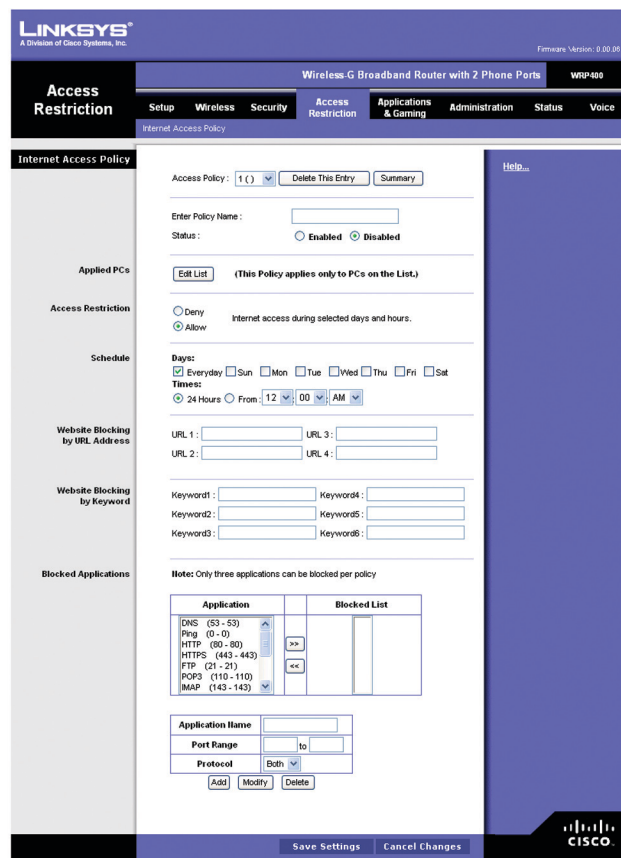 LINKSYS®
A Division of Cisco Systems, Inc.
Firmware Version: 0.00.06
Wireless-G Broadband Router with 2 Phone Ports WRP400
Access Restriction
Setup Wireless Security Access Restriction Applications & Gaming Administration Status Voice
Internet Access Policy
Internet Access Policy
Help...
Access Policy : 1 ( ) Delete This Entry Summary
Enter Policy Name :
Status : Enabled Disabled
Applied PCs
Edit List (This Policy applies only to PCs on the List.)
Access Restriction
Deny
Allow
Internet access during selected days and hours.
Schedule
Days:
Everyday Sun Mon Tue Wed Thu Fri Sat
Times:
24 Hours From : 12 : 00 : AM
Website Blocking by URL Address
URL 1 : URL 3 :
URL 2 : URL 4 :
Website Blocking by Keyword
Keyword1 : Keyword4 :
Keyword2 : Keyword5 :
Keyword3 : Keyword6 :
Blocked Applications
Note: Only three applications can be blocked per policy
Application Blocked List
DNS (53 - 53)
Ping (0 - 0)
HTTP (80 - 80)
HTTPS (443 - 443)
FTP (21 - 21)
POP3 (110 - 110)
IMAP (143 - 143)
>>
<<
Application Name
Port Range to
Protocol Both
Add Modify Delete
Save Settings Cancel Changes
CISCO.